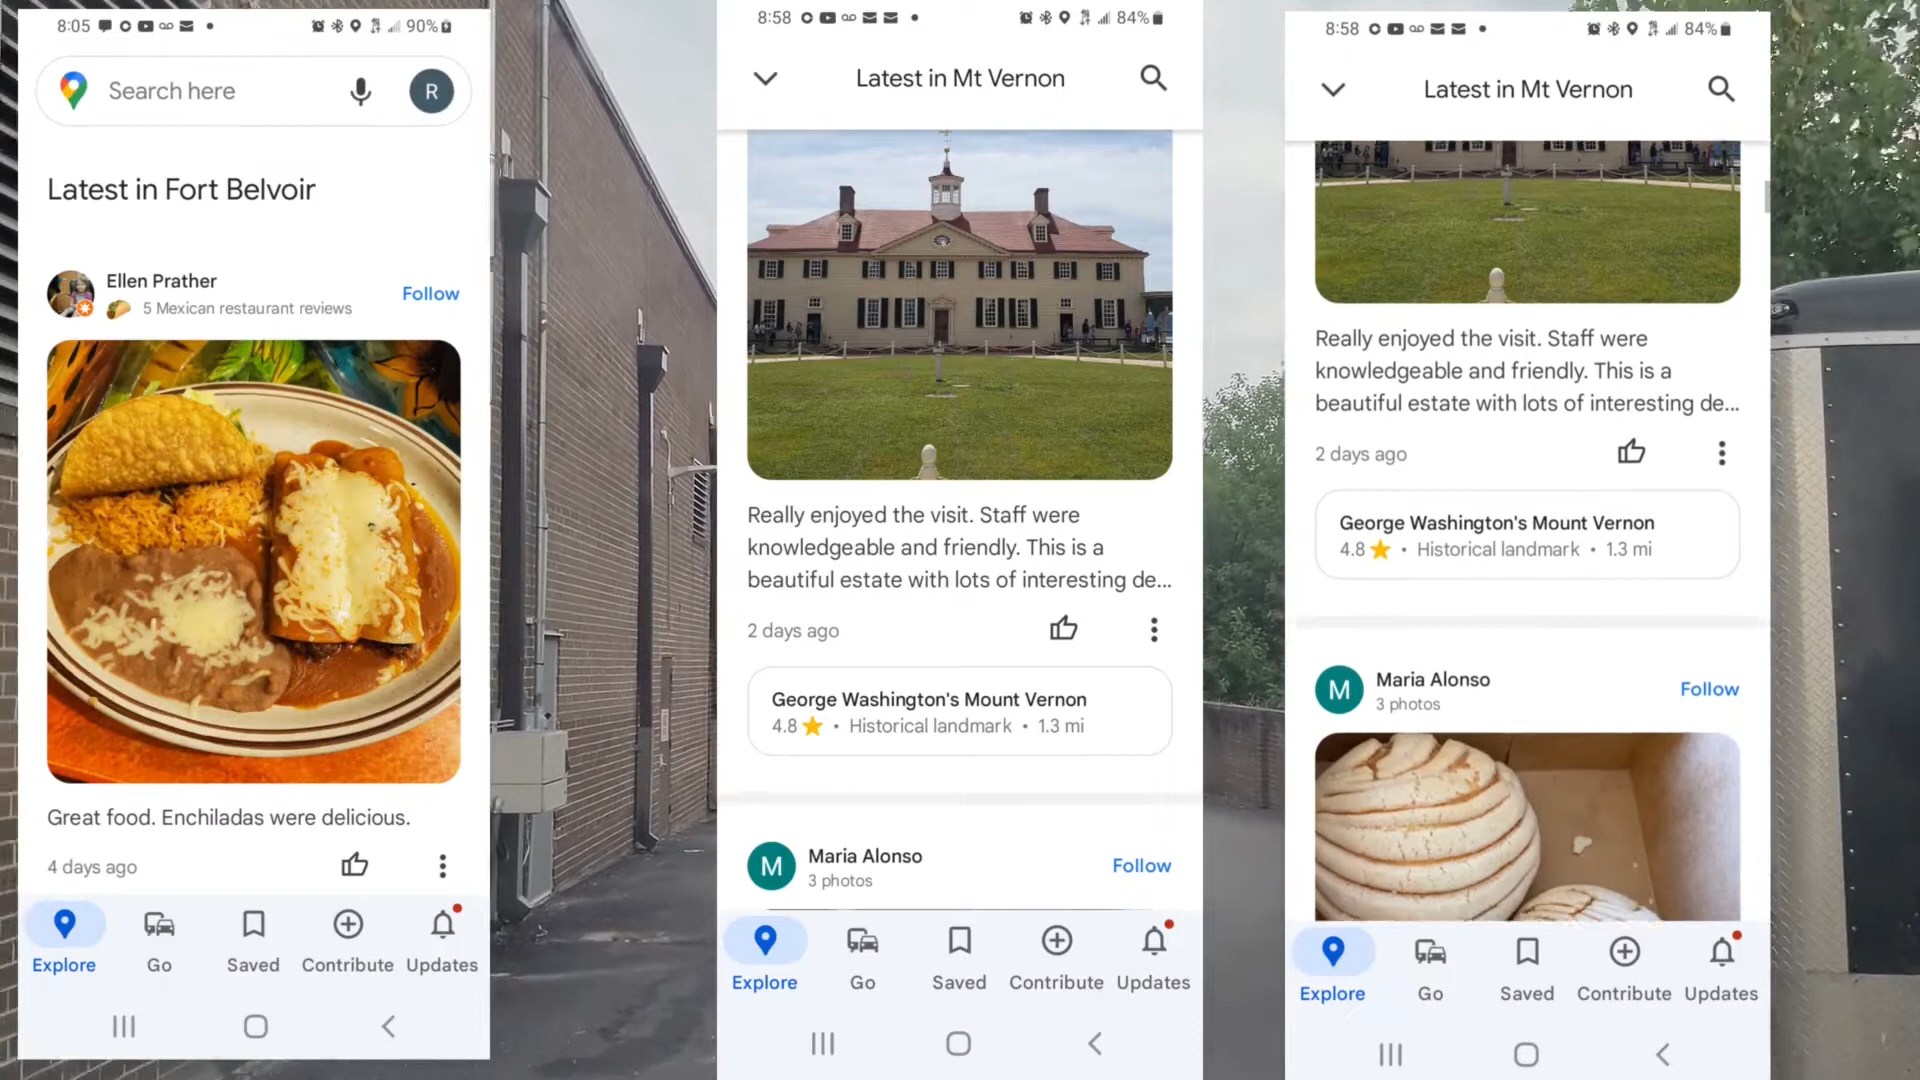 8:05
90%
Search here
R
Latest in Fort Belvoir
Ellen Prather
5 Mexican restaurant reviews
Follow
Great food. Enchiladas were delicious.
4 days ago
Explore
Go
Saved
Contribute
Updates
8:58
84%
Latest in Mt Vernon
Really enjoyed the visit. Staff were
knowledgeable and friendly. This is a
beautiful estate with lots of interesting de...
2 days ago
George Washington's Mount Vernon
4.8 • Historical landmark • 1.3 mi
M
Maria Alonso
3 photos
Follow
Explore
Go
Saved
Contribute
Updates
8:58
84%
Latest in Mt Vernon
Really enjoyed the visit. Staff were
knowledgeable and friendly. This is a
beautiful estate with lots of interesting de...
2 days ago
George Washington's Mount Vernon
4.8 • Historical landmark • 1.3 mi
M
Maria Alonso
3 photos
Follow
Explore
Go
Saved
Contribute
Updates